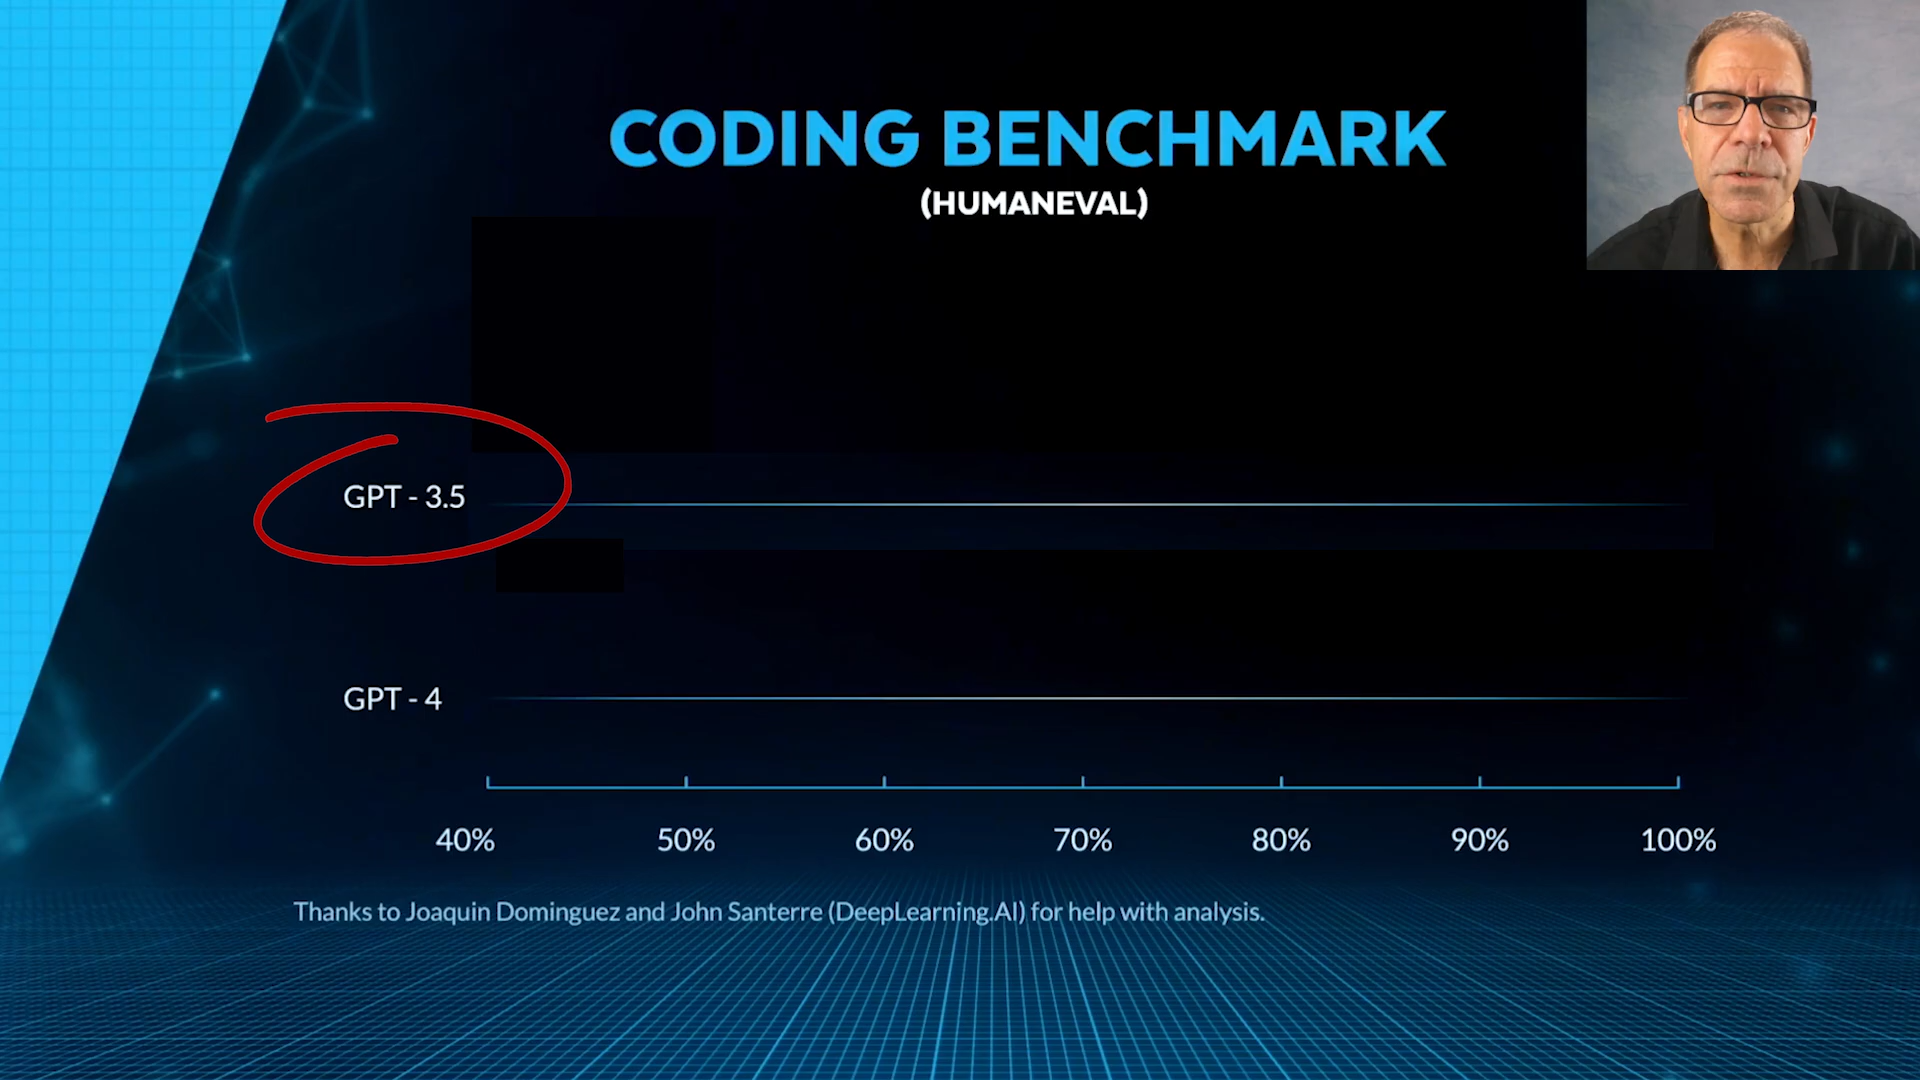 CODING BENCHMARK
(HUMANEVAL)
GPT - 3.5
GPT - 4
40% 50% 60% 70% 80% 90% 100%
Thanks to Joaquin Dominguez and John Santerre (DeepLearning.AI) for help with analysis.